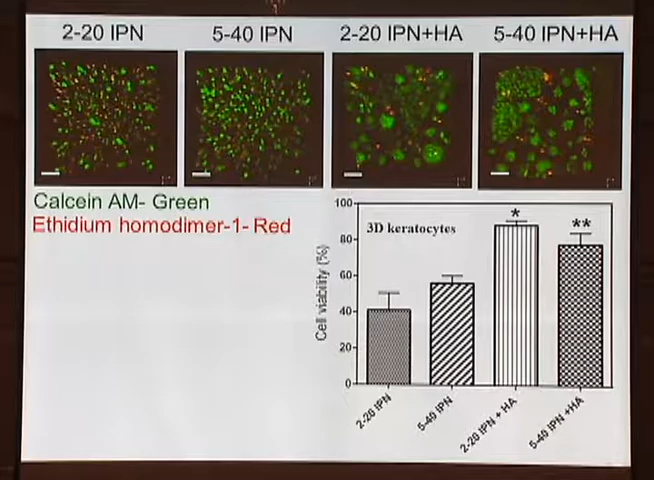 2-20 IPN
5-40 IPN
2-20 IPN+HA
5-40 IPN+HA
Calcein AM- Green
Ethidium homodimer-1- Red
3D keratocytes
Cell viability (%)
100
80
60
40
20
0
*
**
2-20 IPN
5-40 IPN
2-20 IPN + HA
5-40 IPN +HA